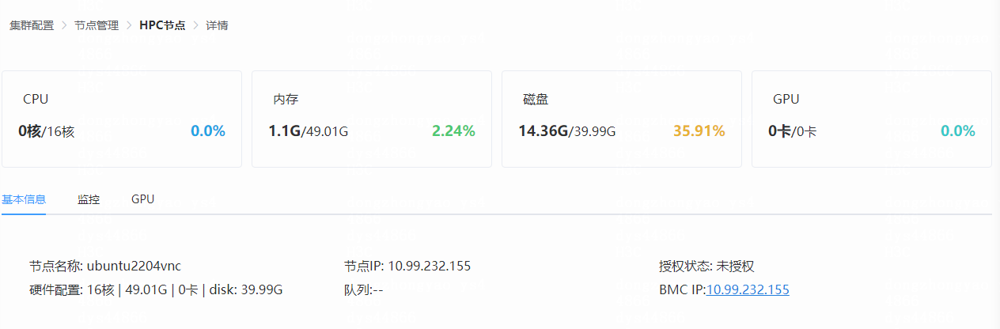 集群配置 > 节点管理 > HPC节点 > 详情
CPU
0核/16核 0.0%
内存
1.1G/49.01G 2.24%
磁盘
14.36G/39.99G 35.91%
GPU
0卡/0卡 0.0%
基本信息 监控 GPU
节点名称: ubuntu2204vnc 节点IP: 10.99.232.155 授权状态: 未授权
硬件配置: 16核 | 49.01G | 0卡 | disk: 39.99G 队列:-- BMC IP:10.99.232.155